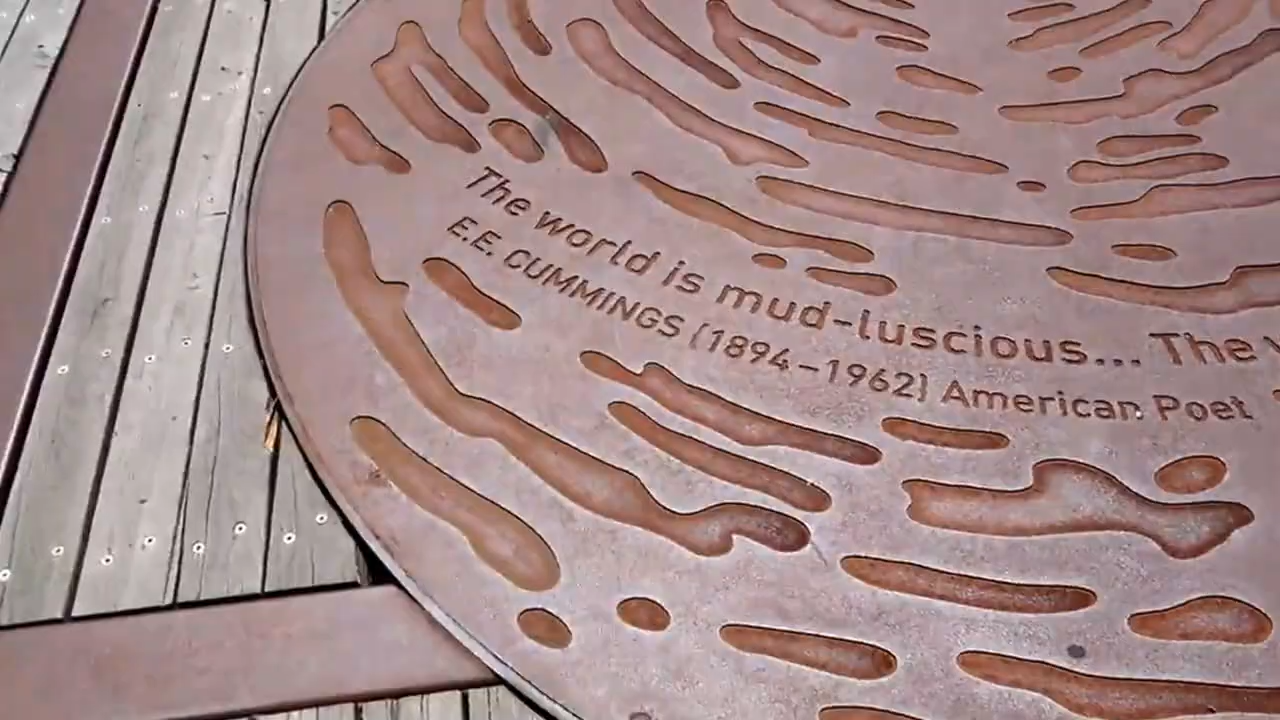 The world is mud-luscious... The
E.E. CUMMINGS (1894-1962) American Poet